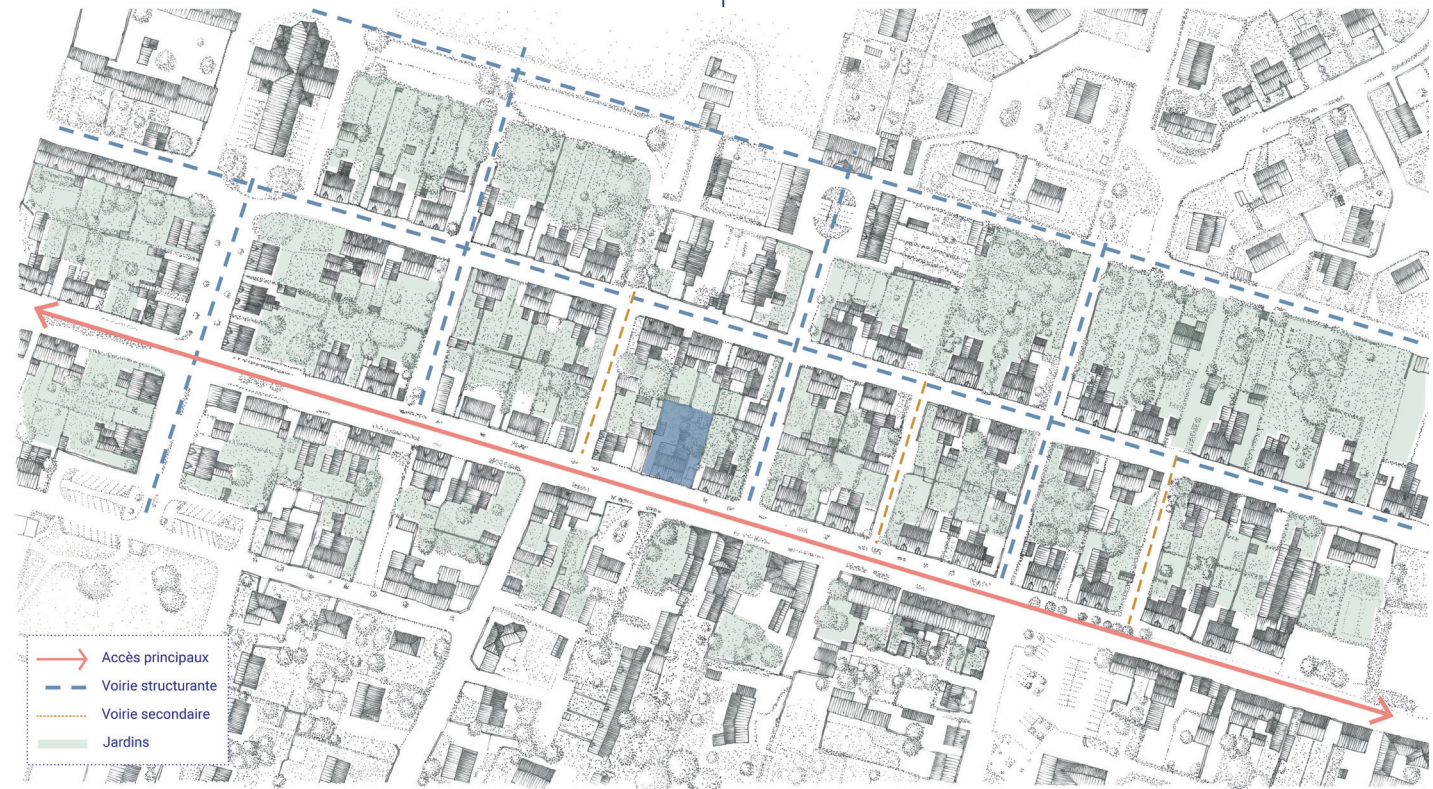 Accès principaux
Voirie structurante
Voirie secondaire
Jardins